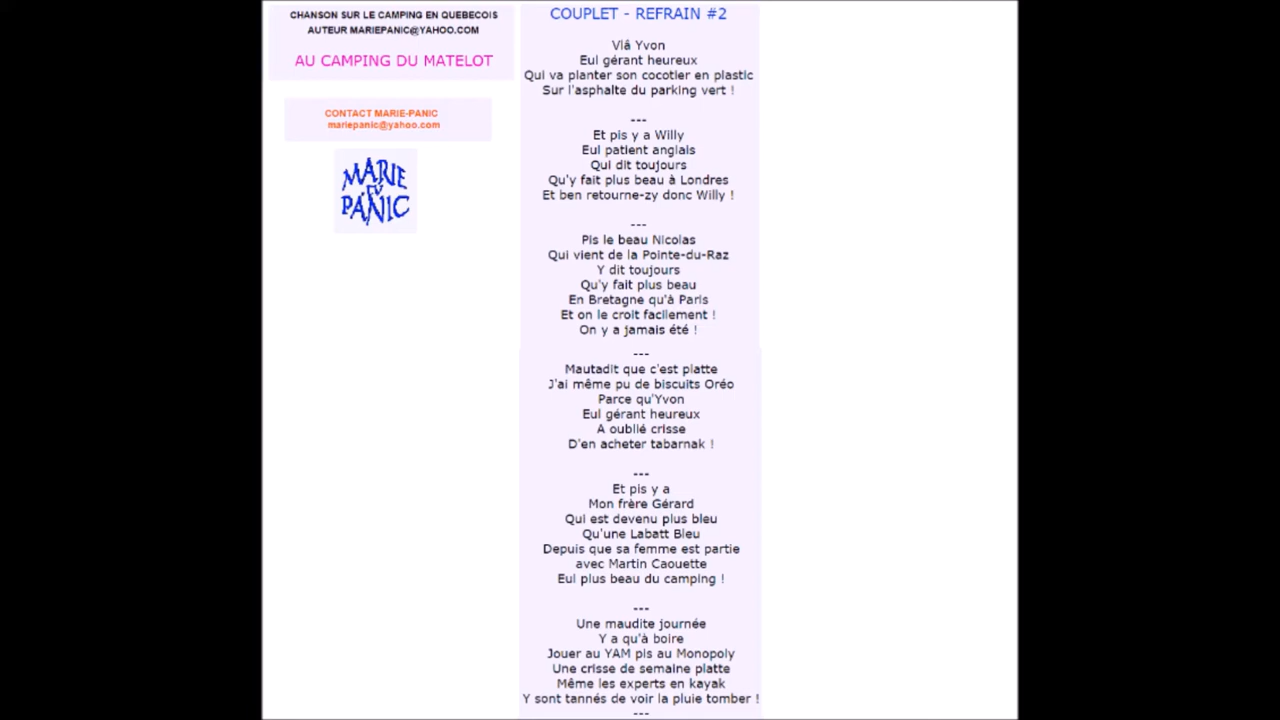 CHANSON SUR LE CAMPING EN QUEBECOIS
AUTEUR MARIEPANIC@YAHOO.COM
AU CAMPING DU MATELOT
CONTACT MARIE-PANIC
mariepanic@yahoo.com
MARIE
PANIC
COUPLET - REFRAIN #2
Vlâ Yvon
Eul gérant heureux
Qui va planter son cocotier en plastic
Sur l'asphalte du parking vert !
---
Et pis y a Willy
Eul patient anglais
Qui dit toujours
Qu'y fait plus beau à Londres
Et ben retourne-zy donc Willy !
---
Pis le beau Nicolas
Qui vient de la Pointe-du-Raz
Y dit toujours
Qu'y fait plus beau
En Bretagne qu'à Paris
Et on le croit facilement !
On y a jamais été !
---
Mautadit que c'est platte
J'ai même pu de biscuits Oréo
Parce qu'Yvon
Eul gérant heureux
A oublié crisse
D'en acheter tabarnak !
---
Et pis y a
Mon frère Gérard
Qui est devenu plus bleu
Qu'une Labatt Bleu
Depuis que sa femme est partie
avec Martin Caouette
Eul plus beau du camping !
---
Une maudite journée
Y a qu'à boire
Jouer au YAM pis au Monopoly
Une crisse de semaine platte
Même les experts en kayak
Y sont tannés de voir la pluie tomber !
---